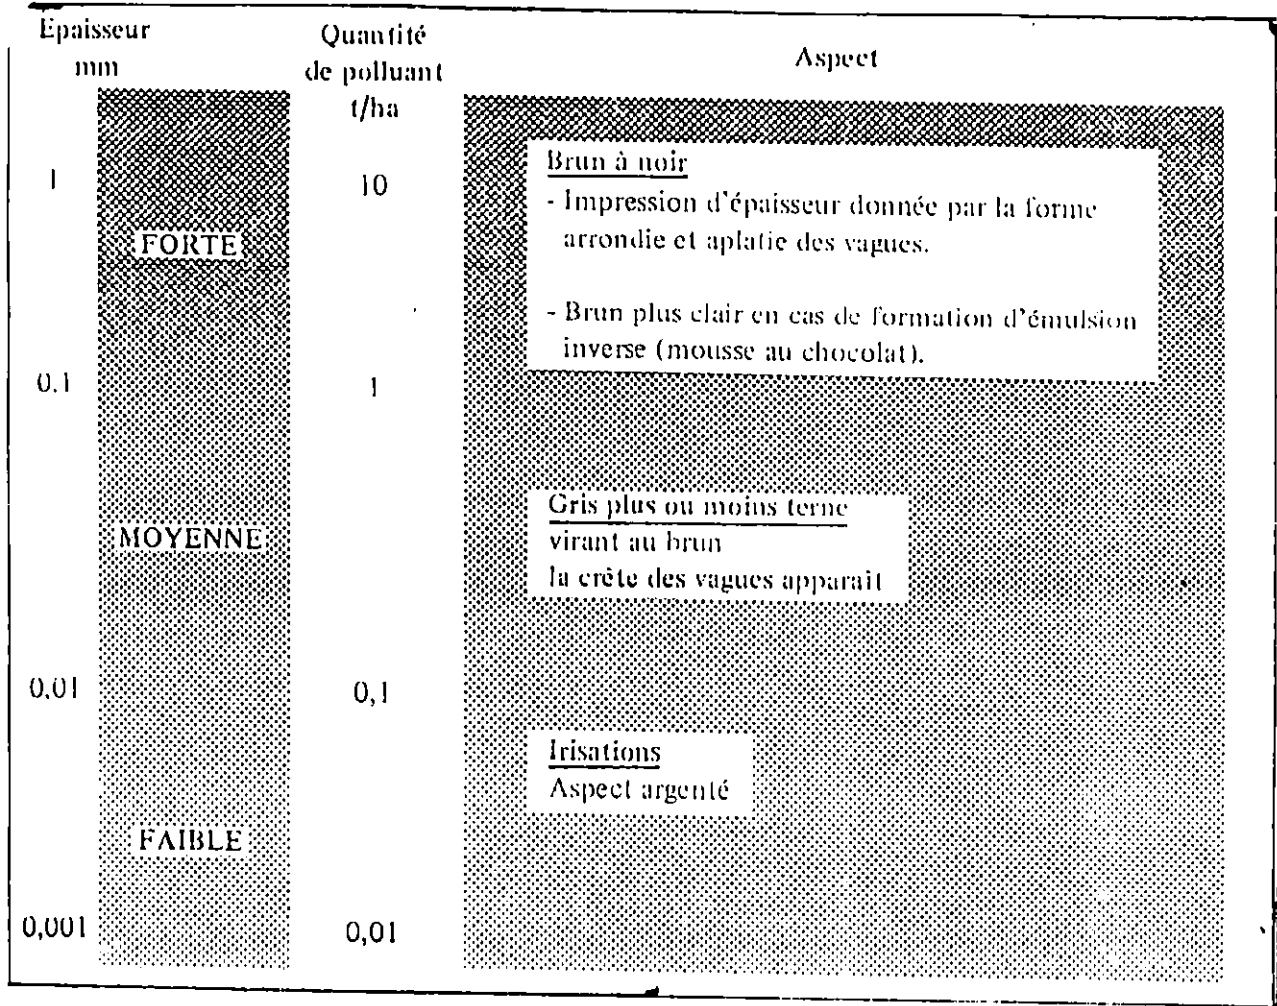 Epaisseur
mm
Quantité
de polluant
t/ha
Aspect
1
10
FORTE
Brun à noir
- Impression d'épaisseur donnée par la forme
arrondie et aplatie des vagues.
- Brun plus clair en cas de formation d'émulsion
inverse (mousse au chocolat).
0.1
1
MOYENNE
Gris plus ou moins terne
virant au brun
la crête des vagues apparait
0,01
0,1
Irisations
Aspect argenté
FAIBLE
0,001
0,01